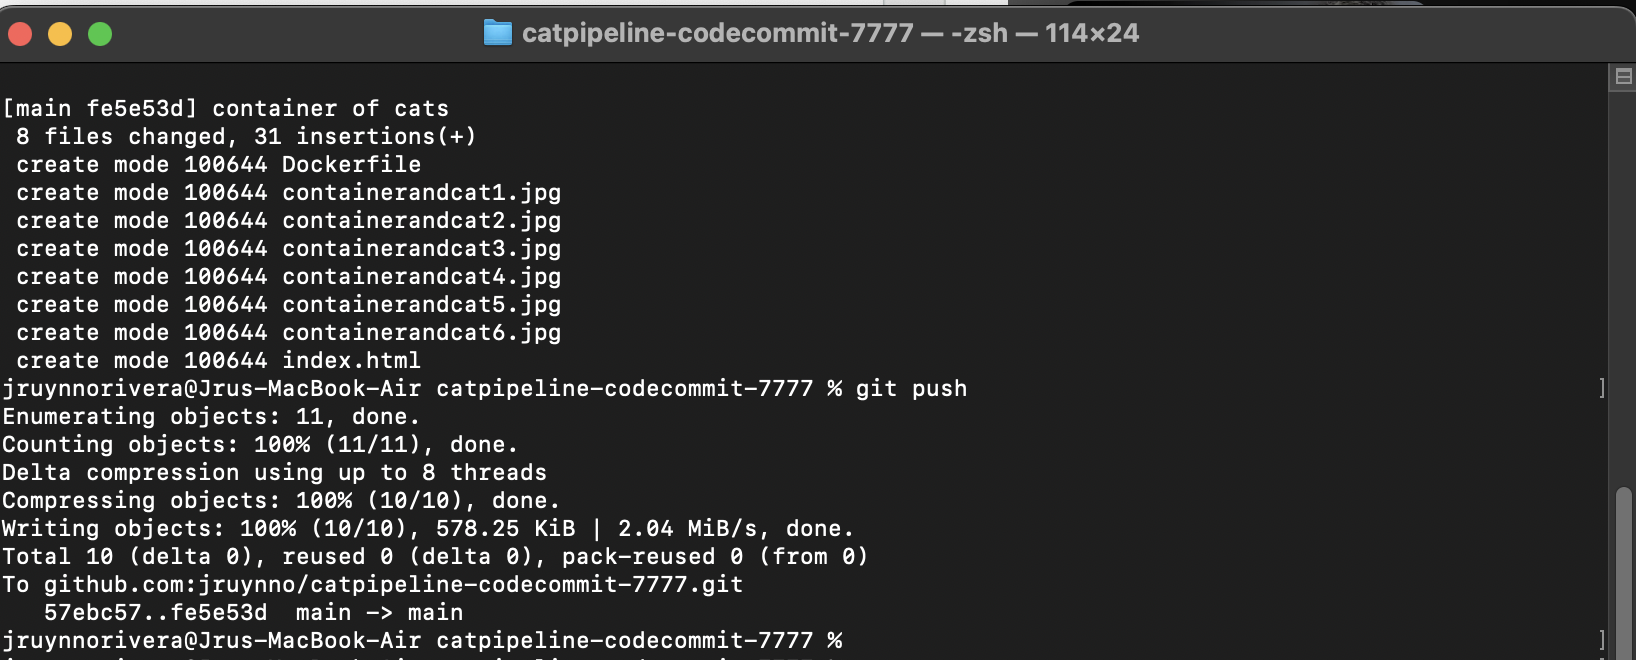 catpipeline-codecommit-7777 — -zsh — 114×24
[main fe5e53d] container of cats
8 files changed, 31 insertions(+)
create mode 100644 Dockerfile
create mode 100644 containerandcat1.jpg
create mode 100644 containerandcat2.jpg
create mode 100644 containerandcat3.jpg
create mode 100644 containerandcat4.jpg
create mode 100644 containerandcat5.jpg
create mode 100644 containerandcat6.jpg
create mode 100644 index.html
jruynnorivera@Jrus-MacBook-Air catpipeline-codecommit-7777 % git push ]
Enumerating objects: 11, done.
Counting objects: 100% (11/11), done.
Delta compression using up to 8 threads
Compressing objects: 100% (10/10), done.
Writing objects: 100% (10/10), 578.25 KiB | 2.04 MiB/s, done.
Total 10 (delta 0), reused 0 (delta 0), pack-reused 0 (from 0)
To github.com:jruynno/catpipeline-codecommit-7777.git
57ebc57..fe5e53d  main -> main
jruynnorivera@Jrus-MacBook-Air catpipeline-codecommit-7777 % ]